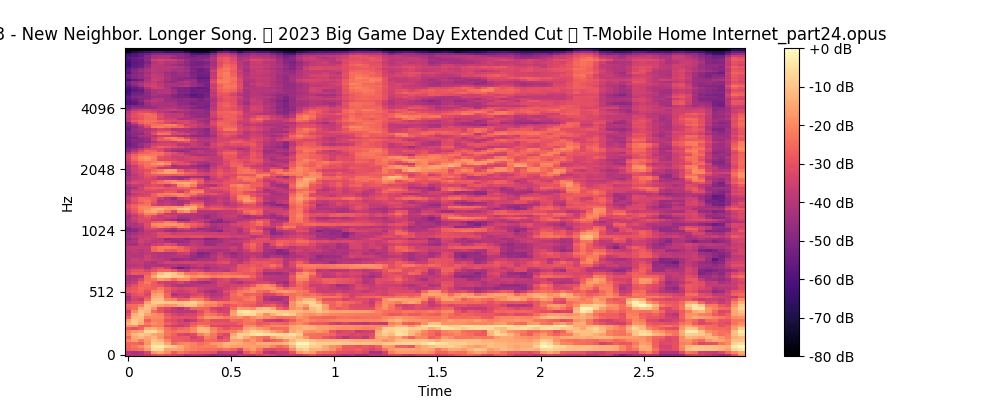 3 - New Neighbor. Longer Song. 2023 Big Game Day Extended Cut T-Mobile Home Internet_part24.opus
+0 dB
-10 dB
4096
-20 dB
2048
-30 dB
Hz
-40 dB
1024
-50 dB
-60 dB
512
-70 dB
0
-80 dB
0 0.5 1 1.5 2 2.5
Time